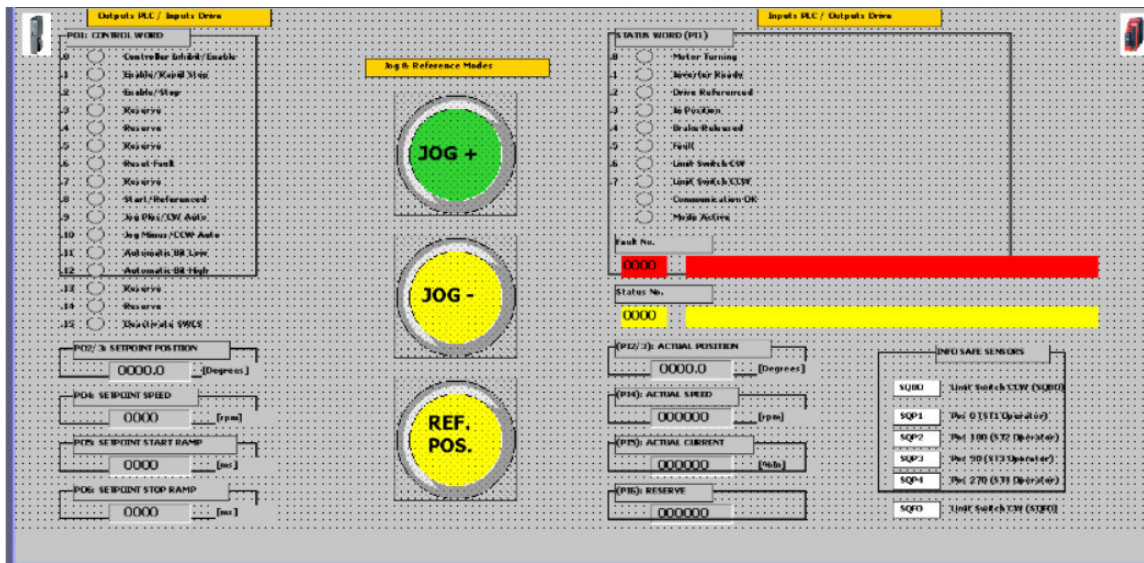 Outputs PLC / Inputs Drive
PO1: CONTROL WORD
.0 Controller Inhibit/Enable
.1 Enable/Rapid Stop
.2 Enable/Stop
.3 Reserve
.4 Reserve
.5 Reserve
.6 Reset Fault
.7 Reserve
.8 Start/Referenced
.9 Jog Plus/CW Auto
.10 Jog Minus/CCW Auto
.11 Automatic Bit Low
.12 Automatic Bit High
.13 Reserve
.14 Reserve
.15 Deactivate SWLS
PO2/3: SETPOINT POSITION
0000.0 [Degrees]
PO4: SETPOINT SPEED
0000 [rpm]
PO5: SETPOINT START RAMP
0000 [ms]
PO6: SETPOINT STOP RAMP
0000 [ms]
Jog & Reference Modes
JOG +
JOG -
REF.
POS.
Inputs PLC / Outputs Drive
STATUS WORD (PI1)
.0 Motor Turning
.1 Inverter Ready
.2 Drive Referenced
.3 In Position
.4 Brake Released
.5 Fault
.6 Limit Switch CW
.7 Limit Switch CCW
Communication OK
Mode Active
Fault No.
0000
Status No.
0000
(PI2/3): ACTUAL POSITION
0000.0 [Degrees]
(PI4): ACTUAL SPEED
000000 [rpm]
(PI5): ACTUAL CURRENT
000000 [%In]
(PI6): RESERVE
000000
INFO SAFE SENSORS
SQBO Limit Switch CCW (SQBO)
SQP1 Pos 0 (ST1 Operator)
SQP2 Pos 180 (ST2 Operator)
SQP3 Pos 90 (ST3 Operator)
SQP4 Pos 270 (ST4 Operator)
SQFO Limit Switch CW (SQFO)